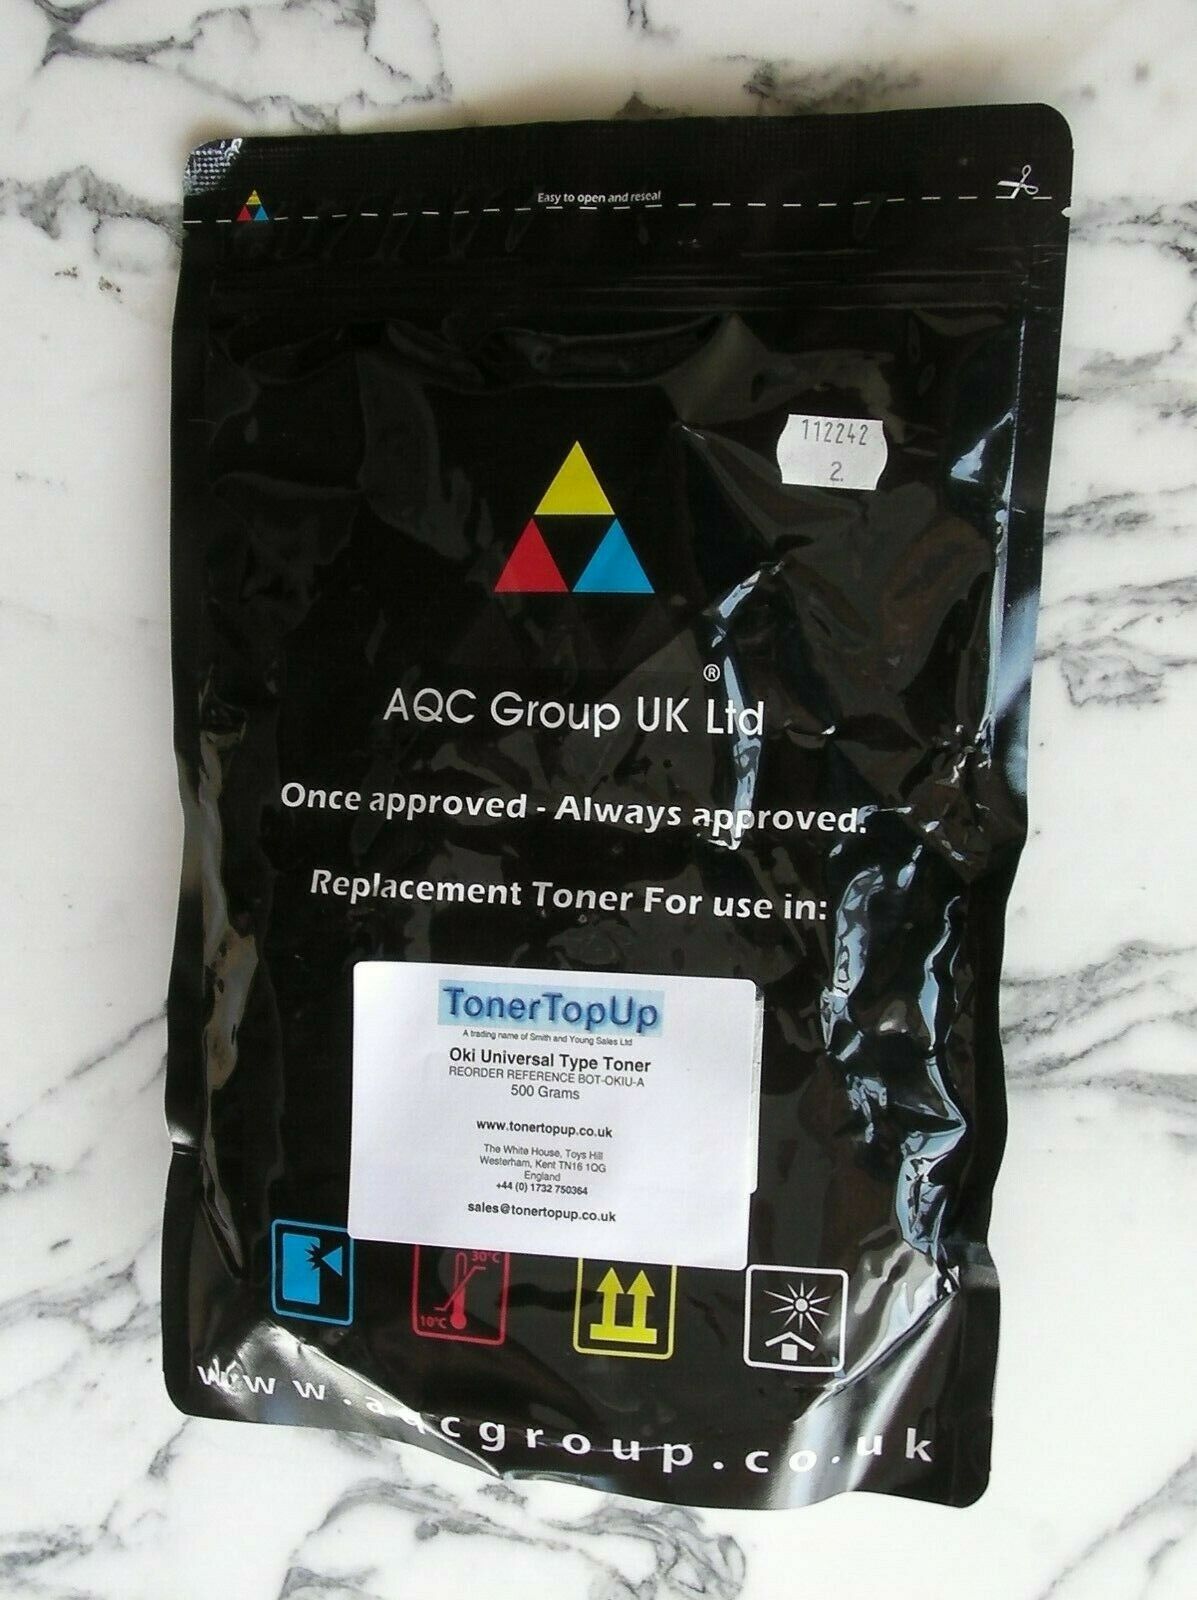 Easy to open and reseal
112242
2.
®
AQC Group UK Ltd
Once approved - Always approved.
Replacement Toner For use in:
TonerTopUp
A trading name of Smith and Young Sales Ltd
Oki Universal Type Toner
REORDER REFERENCE BOT-OKIU-A
500 Grams
www.tonertopup.co.uk
The White House, Toys Hill
Westerham, Kent TN16 1QG
England
+44 (0) 1732 750364
sales@tonertopup.co.uk
30°C
10°C
www.aqcgroup.co.uk